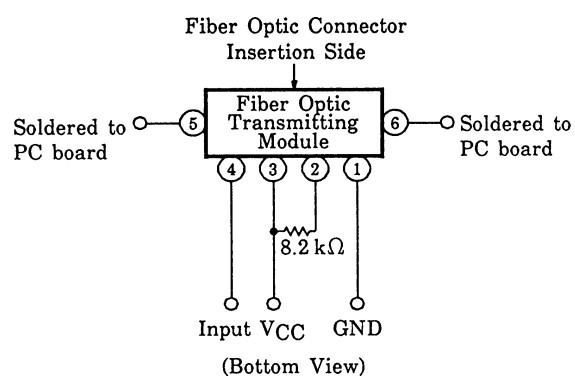 Fiber Optic Connector
Insertion Side
Fiber Optic
Transmitting
Module
5
6
Soldered to
PC board
Soldered to
PC board
4
3
2
1
8.2 kΩ
Input VCC GND
(Bottom View)